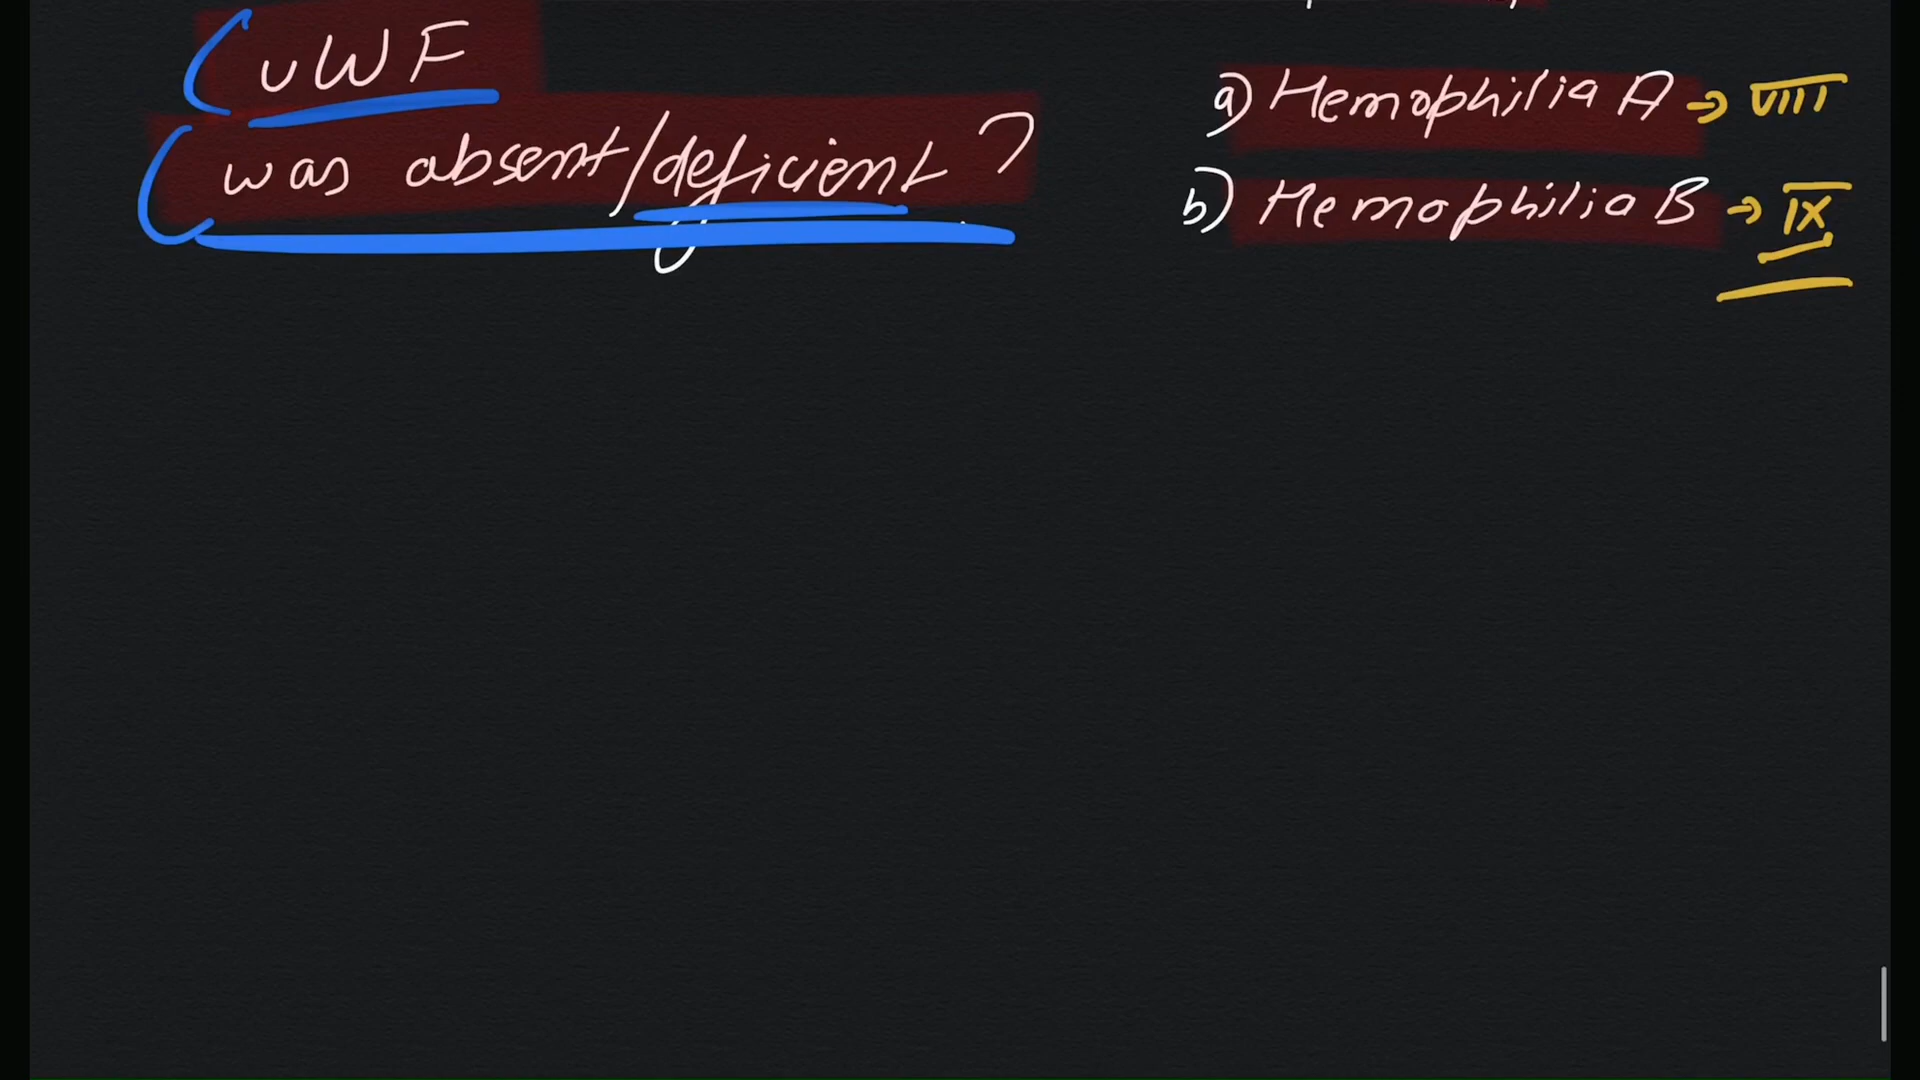 vWF
was absent/deficient?
a) Hemophilia A → VIII
b) Hemophilia B → IX